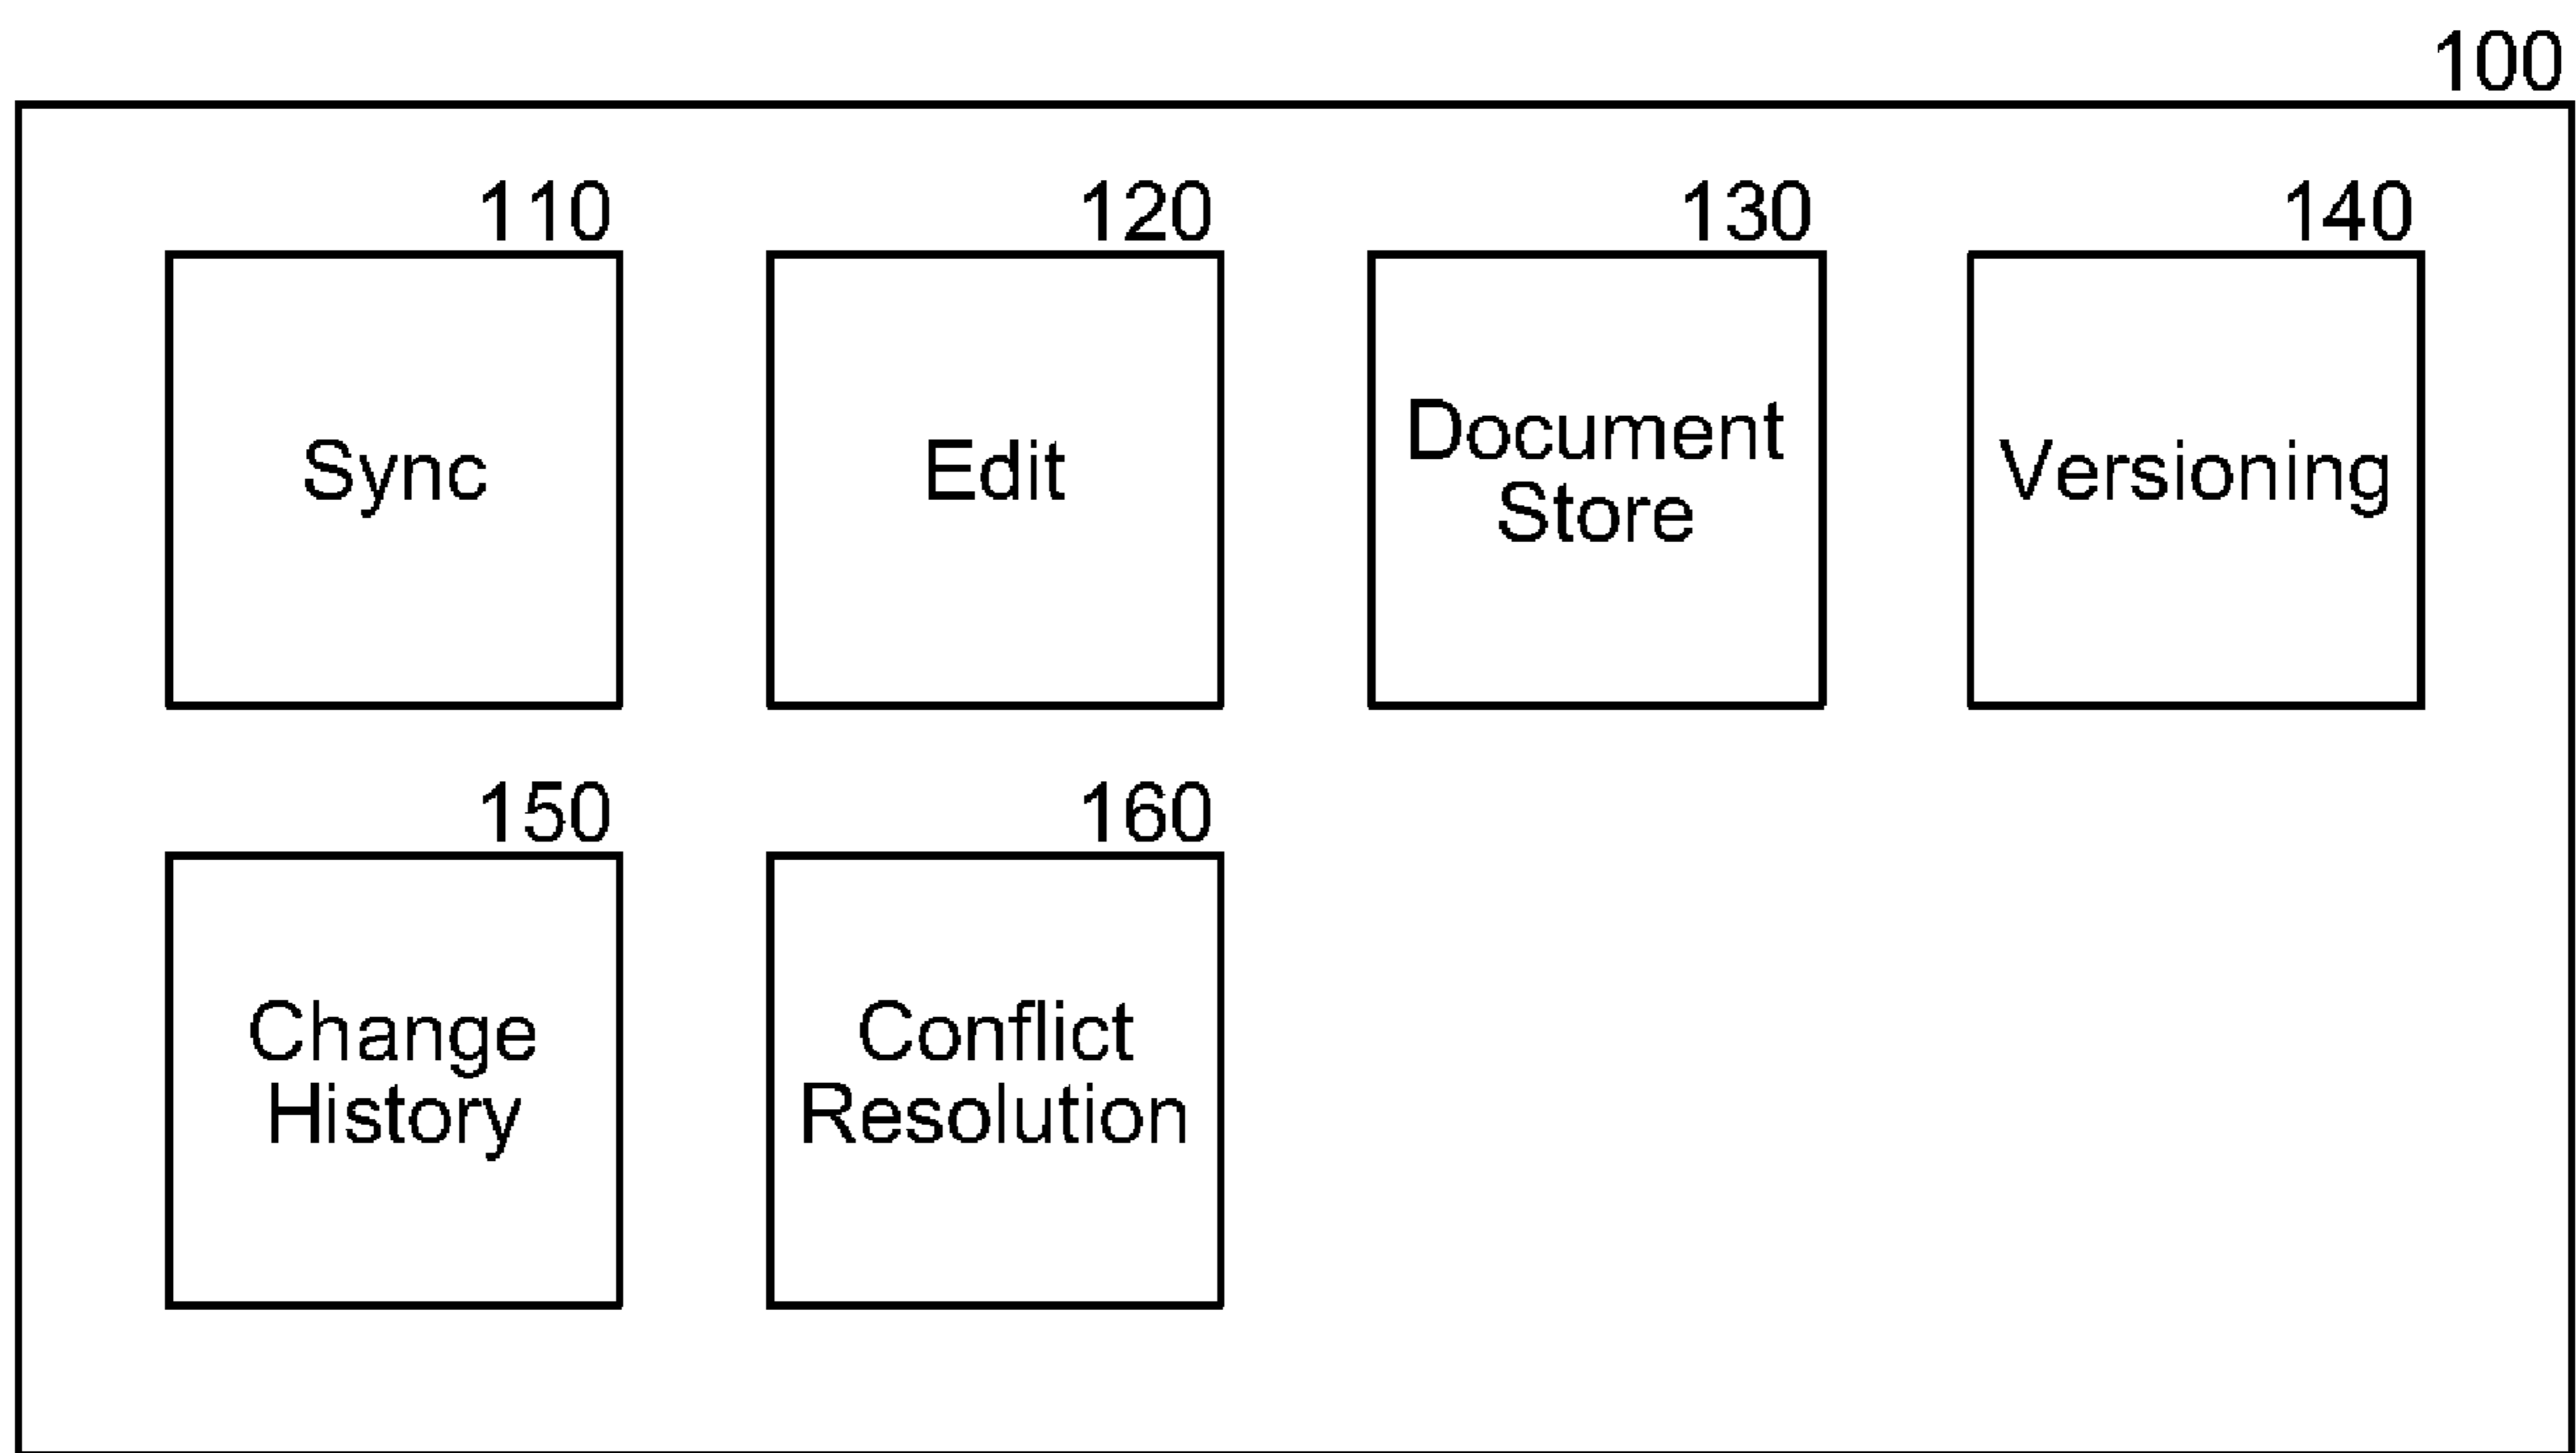 100
110
120
130
140
Sync
Edit
Document
Store
Versioning
150
160
Change
History
Conflict
Resolution